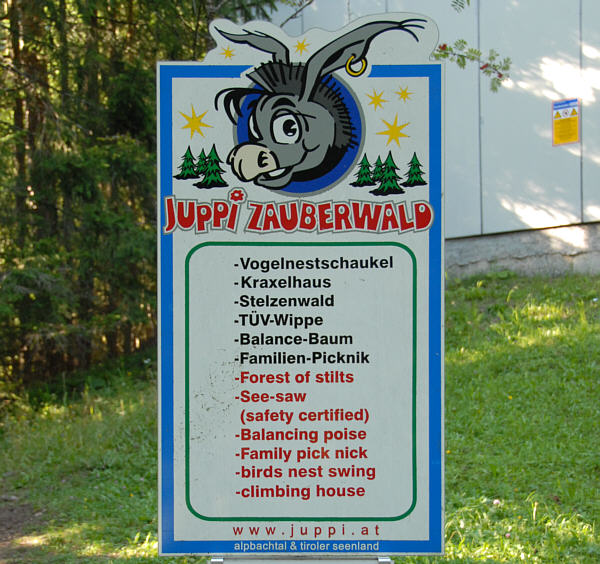 JUPPI ZAUBERWALD
-Vogelnestschaukel
-Kraxelhaus
-Stelzenwald
-TÜV-Wippe
-Balance-Baum
-Familien-Picknik
-Forest of stilts
-See-saw
(safety certified)
-Balancing poise
-Family pick nick
-birds nest swing
-climbing house
www.juppi.at
alpbachtal & tiroler seenland